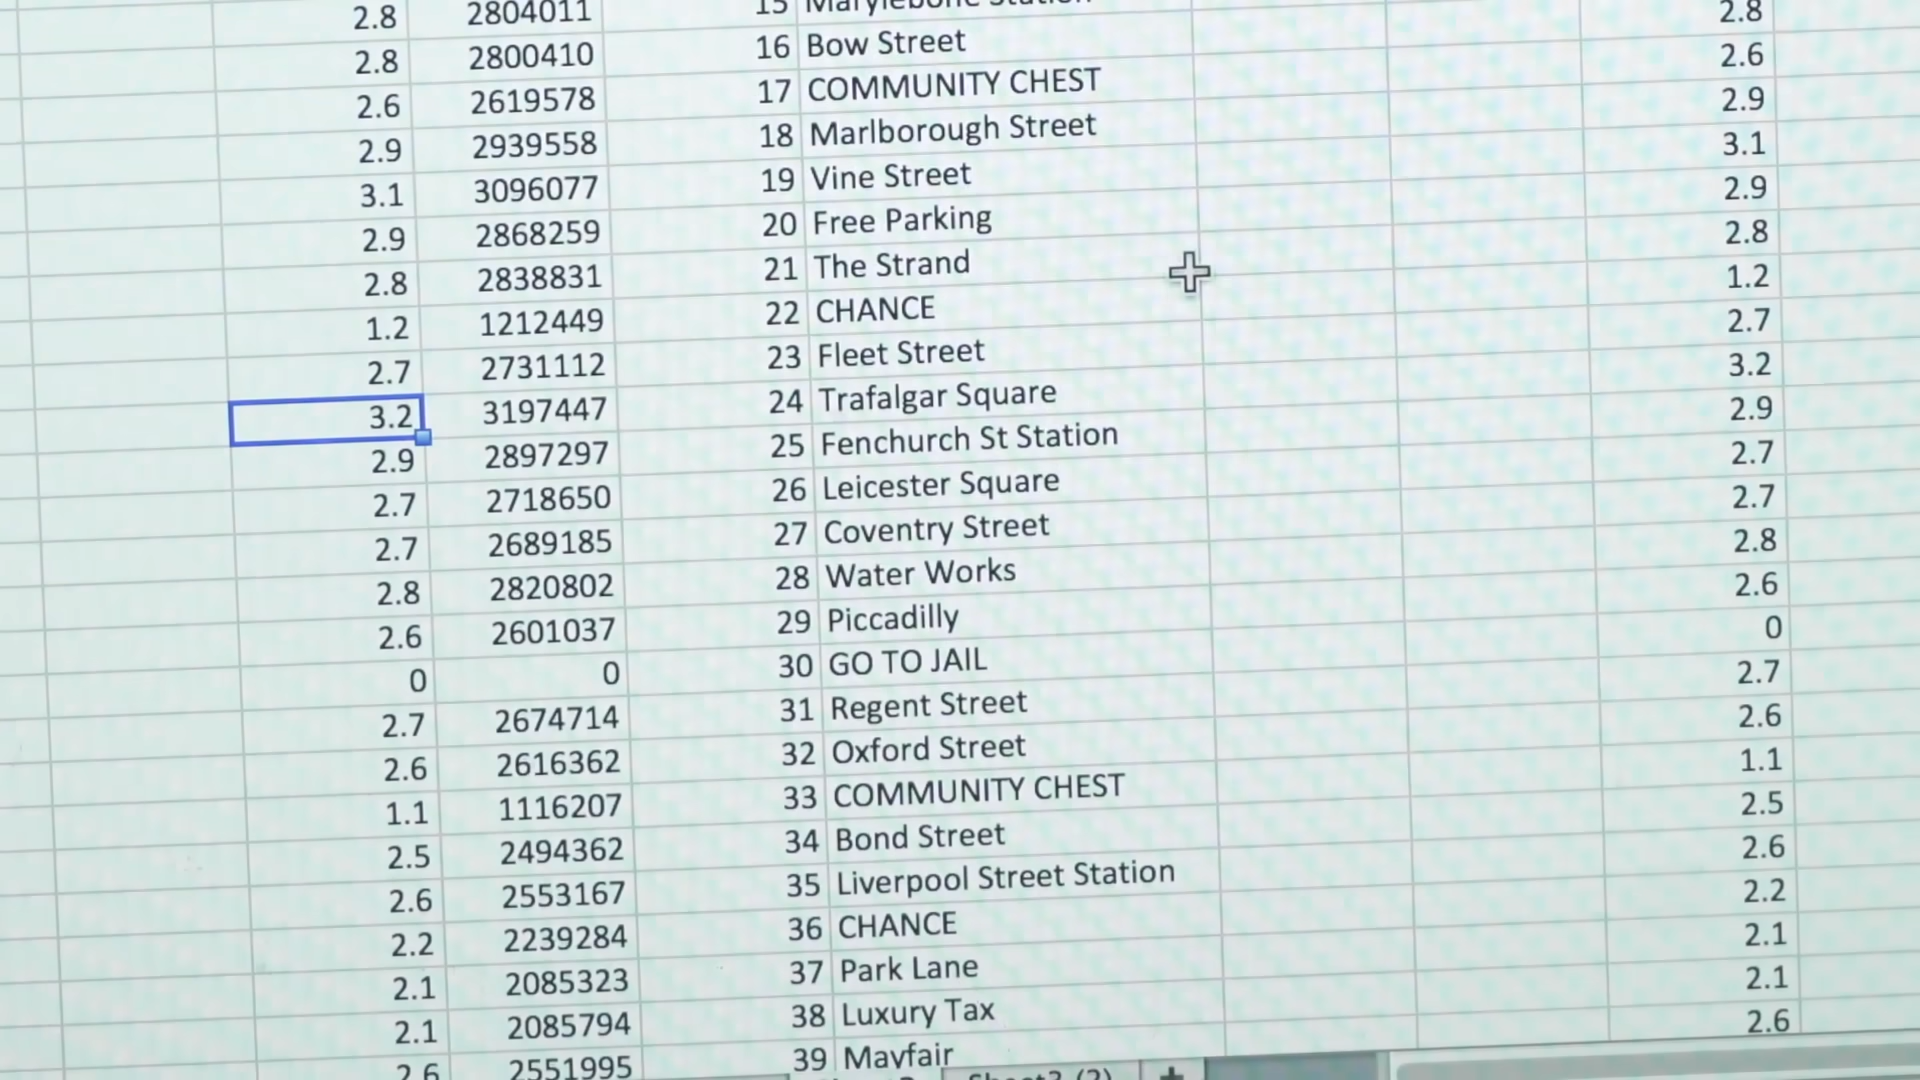 2.8 2804011 15 Marylebone Station
2.8 2800410 16 Bow Street 2.8
2.6 2619578 17 COMMUNITY CHEST 2.6
2.9 2939558 18 Marlborough Street 2.9
3.1 3096077 19 Vine Street 3.1
2.9 2868259 20 Free Parking 2.9
2.8 2838831 21 The Strand 2.8
1.2 1212449 22 CHANCE 1.2
2.7 2731112 23 Fleet Street 2.7
3.2 3197447 24 Trafalgar Square 3.2
2.9 2897297 25 Fenchurch St Station 2.9
2.7 2718650 26 Leicester Square 2.7
2.7 2689185 27 Coventry Street 2.7
2.8 2820802 28 Water Works 2.8
2.6 2601037 29 Piccadilly 2.6
0 0 30 GO TO JAIL 0
2.7 2674714 31 Regent Street 2.7
2.6 2616362 32 Oxford Street 2.6
1.1 1116207 33 COMMUNITY CHEST 1.1
2.5 2494362 34 Bond Street 2.5
2.6 2553167 35 Liverpool Street Station 2.6
2.2 2239284 36 CHANCE 2.2
2.1 2085323 37 Park Lane 2.1
2.1 2085794 38 Luxury Tax 2.1
2.6 2551995 39 Mayfair 2.6